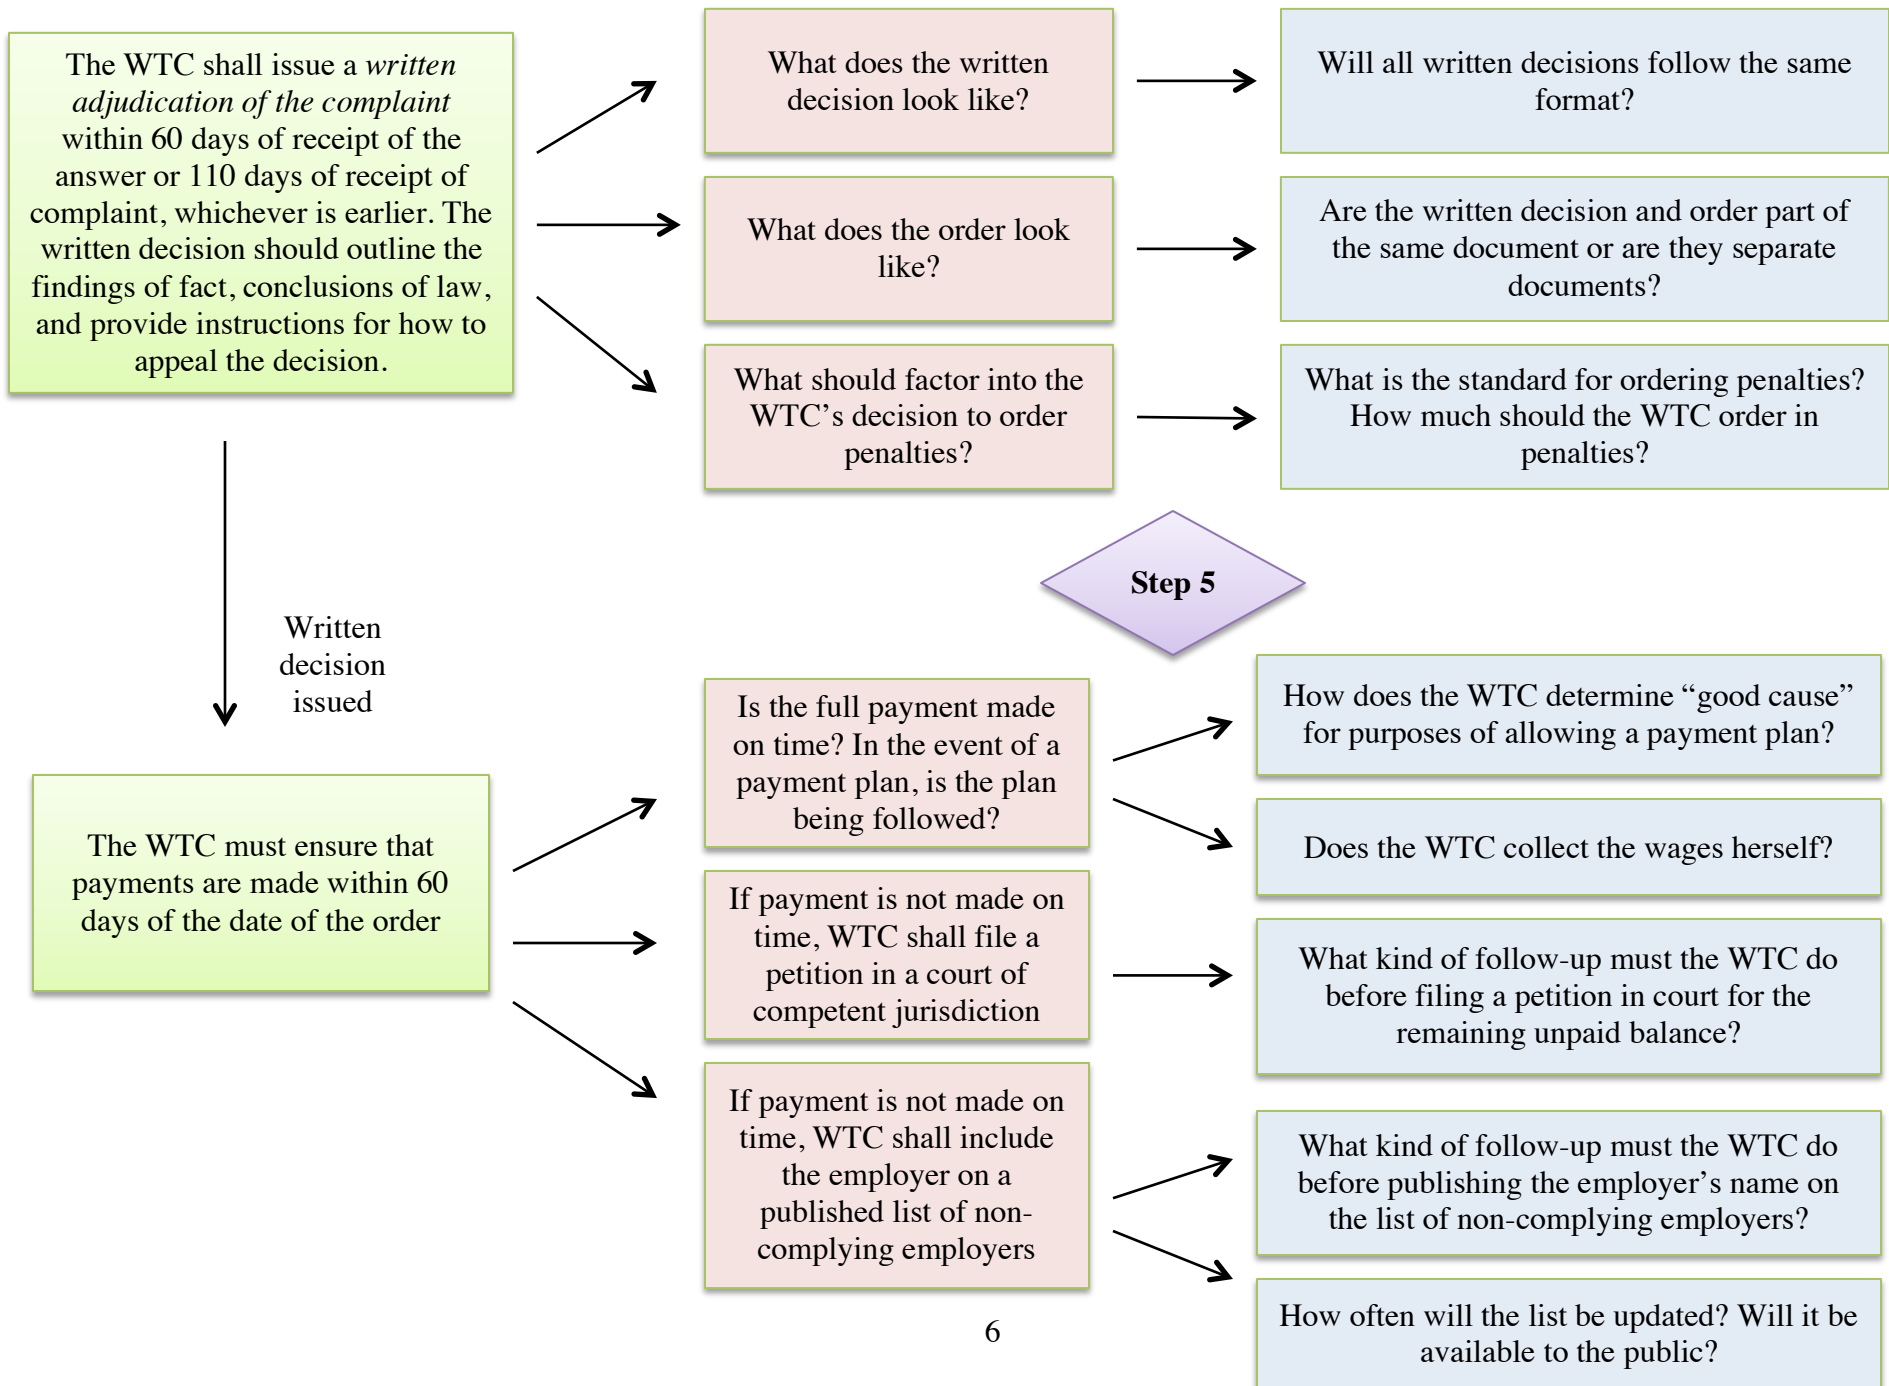 The WTC shall issue a written
adjudication of the complaint
within 60 days of receipt of the
answer or 110 days of receipt of
complaint, whichever is earlier. The
written decision should outline the
findings of fact, conclusions of law,
and provide instructions for how to
appeal the decision.
What does the written
decision look like?
Will all written decisions follow the same
format?
What does the order look
like?
Are the written decision and order part of
the same document or are they separate
documents?
What should factor into the
WTC’s decision to order
penalties?
What is the standard for ordering penalties?
How much should the WTC order in
penalties?
Step 5
Written
decision
issued
The WTC must ensure that
payments are made within 60
days of the date of the order
Is the full payment made
on time? In the event of a
payment plan, is the plan
being followed?
How does the WTC determine “good cause”
for purposes of allowing a payment plan?
Does the WTC collect the wages herself?
If payment is not made on
time, WTC shall file a
petition in a court of
competent jurisdiction
What kind of follow-up must the WTC do
before filing a petition in court for the
remaining unpaid balance?
If payment is not made on
time, WTC shall include
the employer on a
published list of non-
complying employers
What kind of follow-up must the WTC do
before publishing the employer’s name on
the list of non-complying employers?
How often will the list be updated? Will it be
available to the public?
6